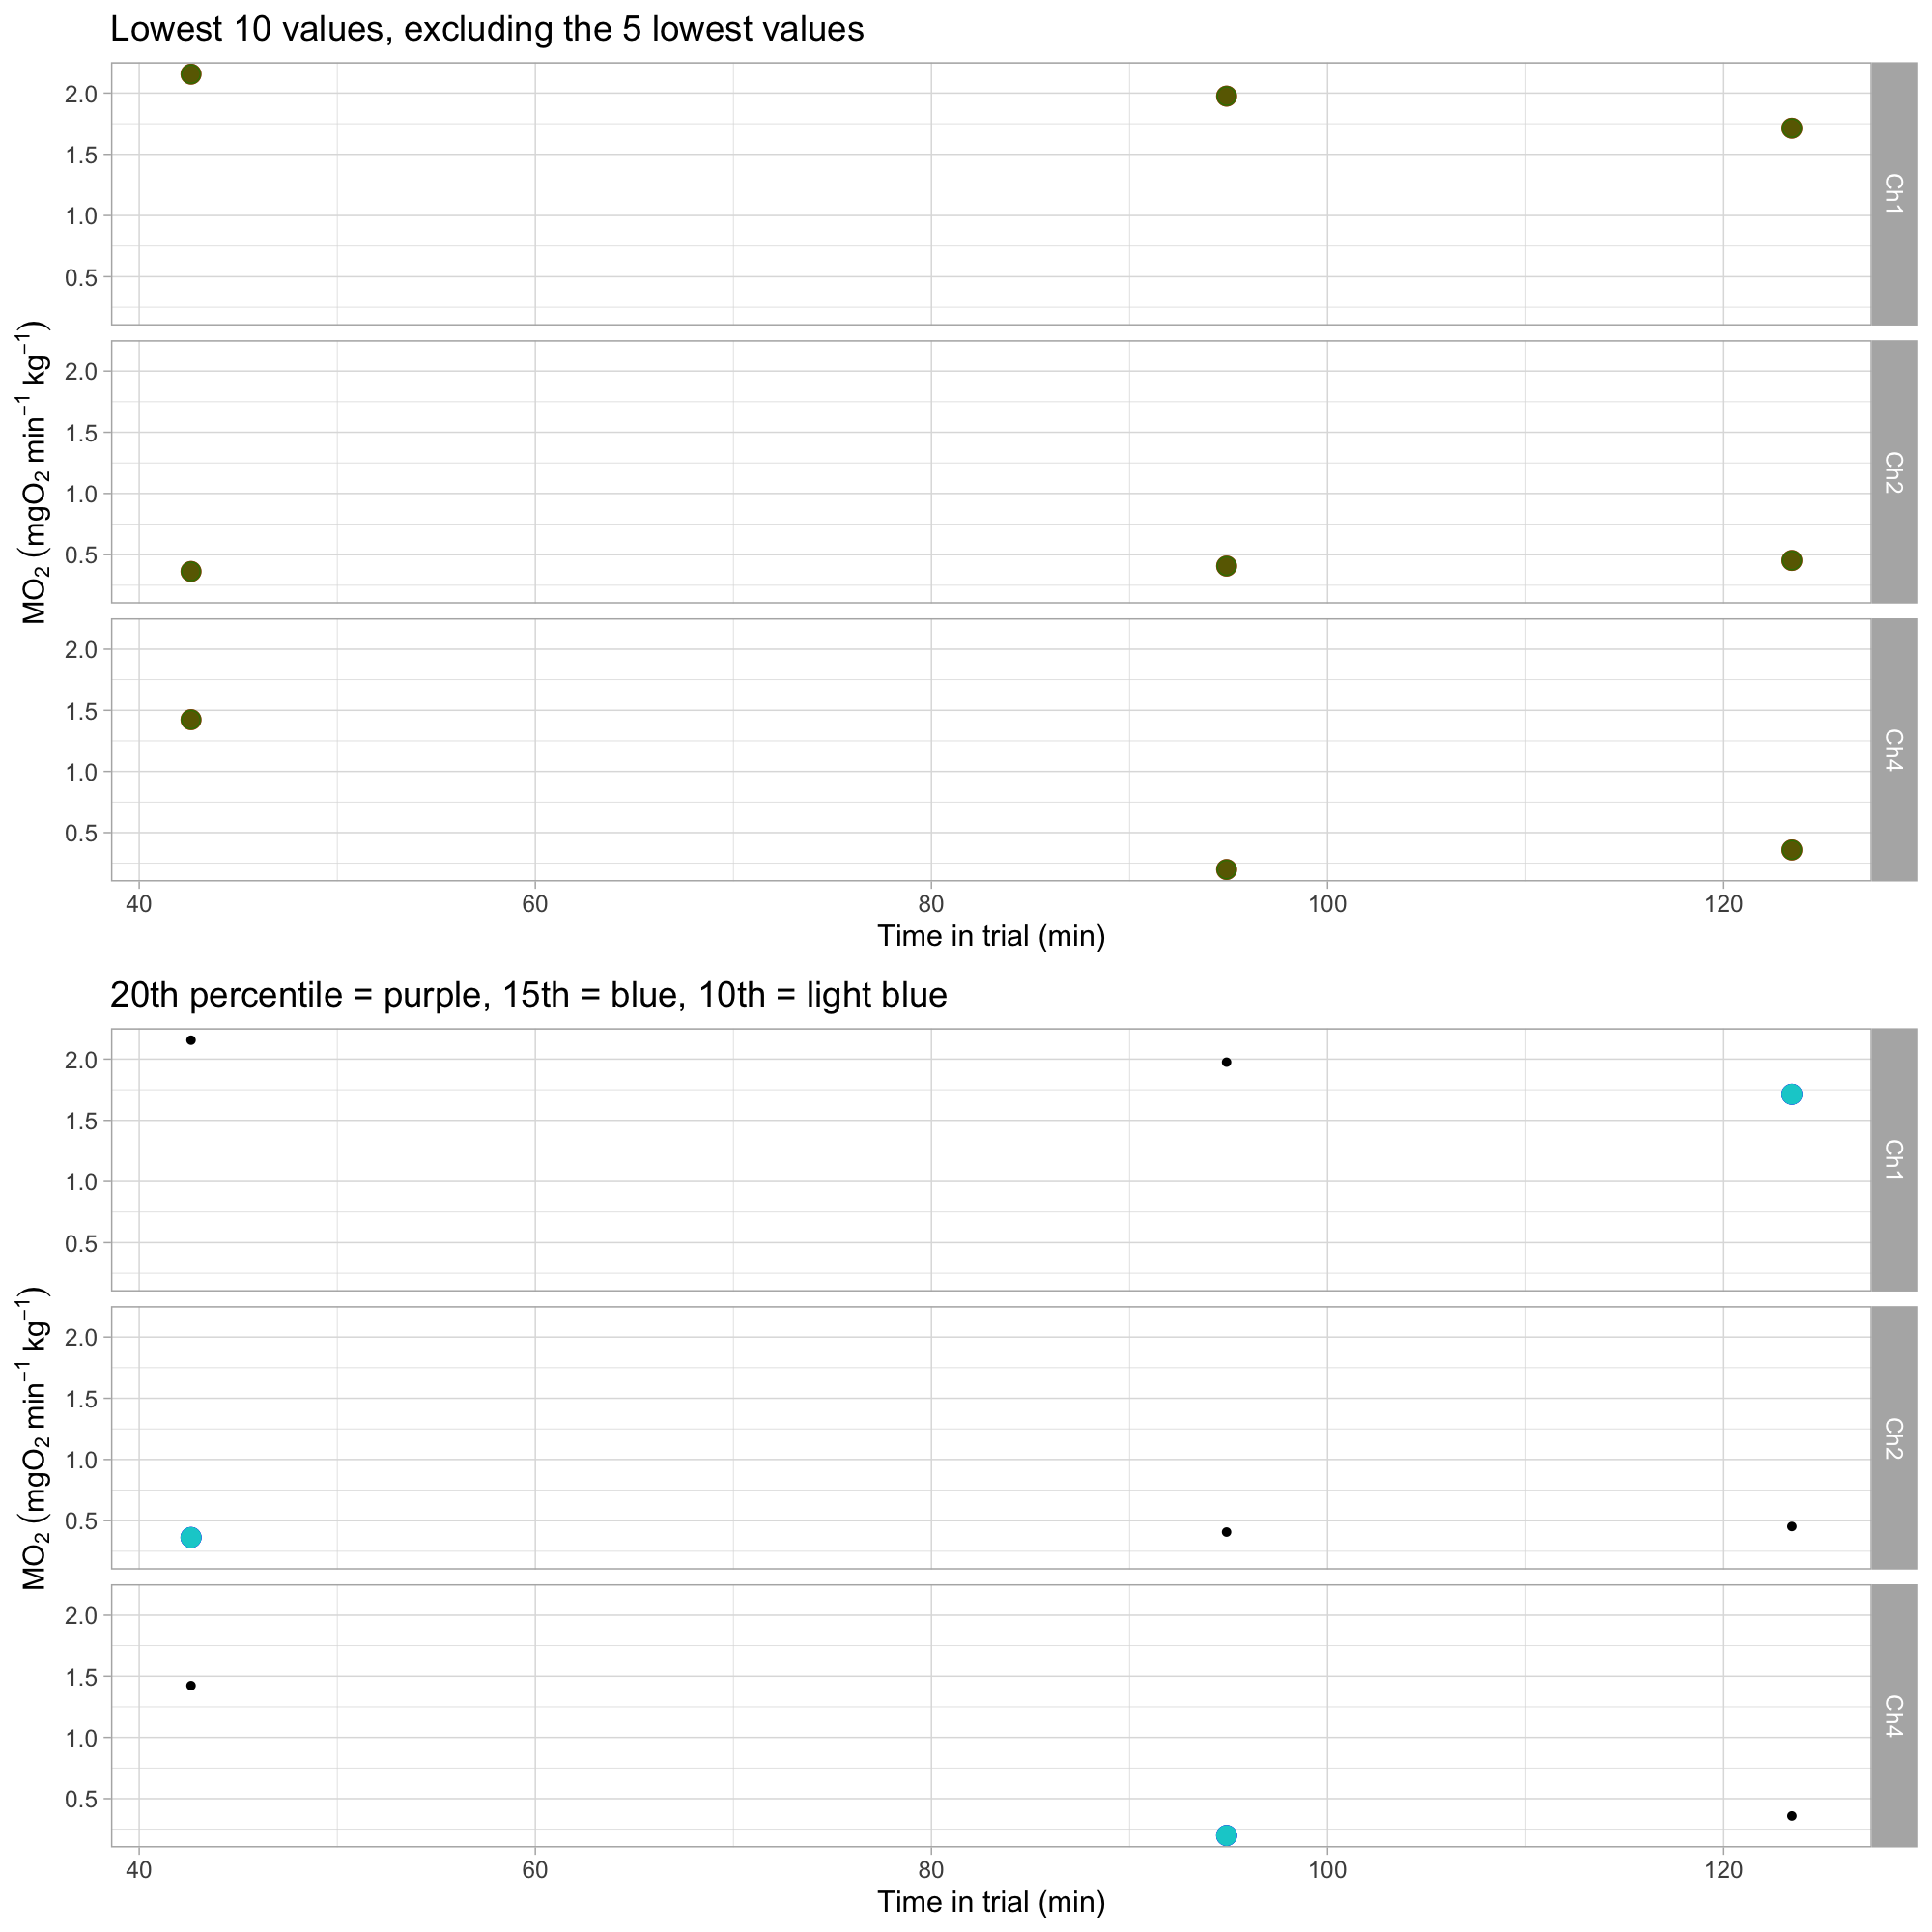 Lowest 10 values, excluding the 5 lowest values
2.0
1.5
1.0
0.5
Ch1
2.0
1.5
1.0
0.5
Ch2
2.0
1.5
1.0
0.5
Ch4
MO₂ (mgO₂ min⁻¹ kg⁻¹)
40 60 80 100 120
Time in trial (min)
20th percentile = purple, 15th = blue, 10th = light blue
2.0
1.5
1.0
0.5
Ch1
2.0
1.5
1.0
0.5
Ch2
2.0
1.5
1.0
0.5
Ch4
MO₂ (mgO₂ min⁻¹ kg⁻¹)
40 60 80 100 120
Time in trial (min)